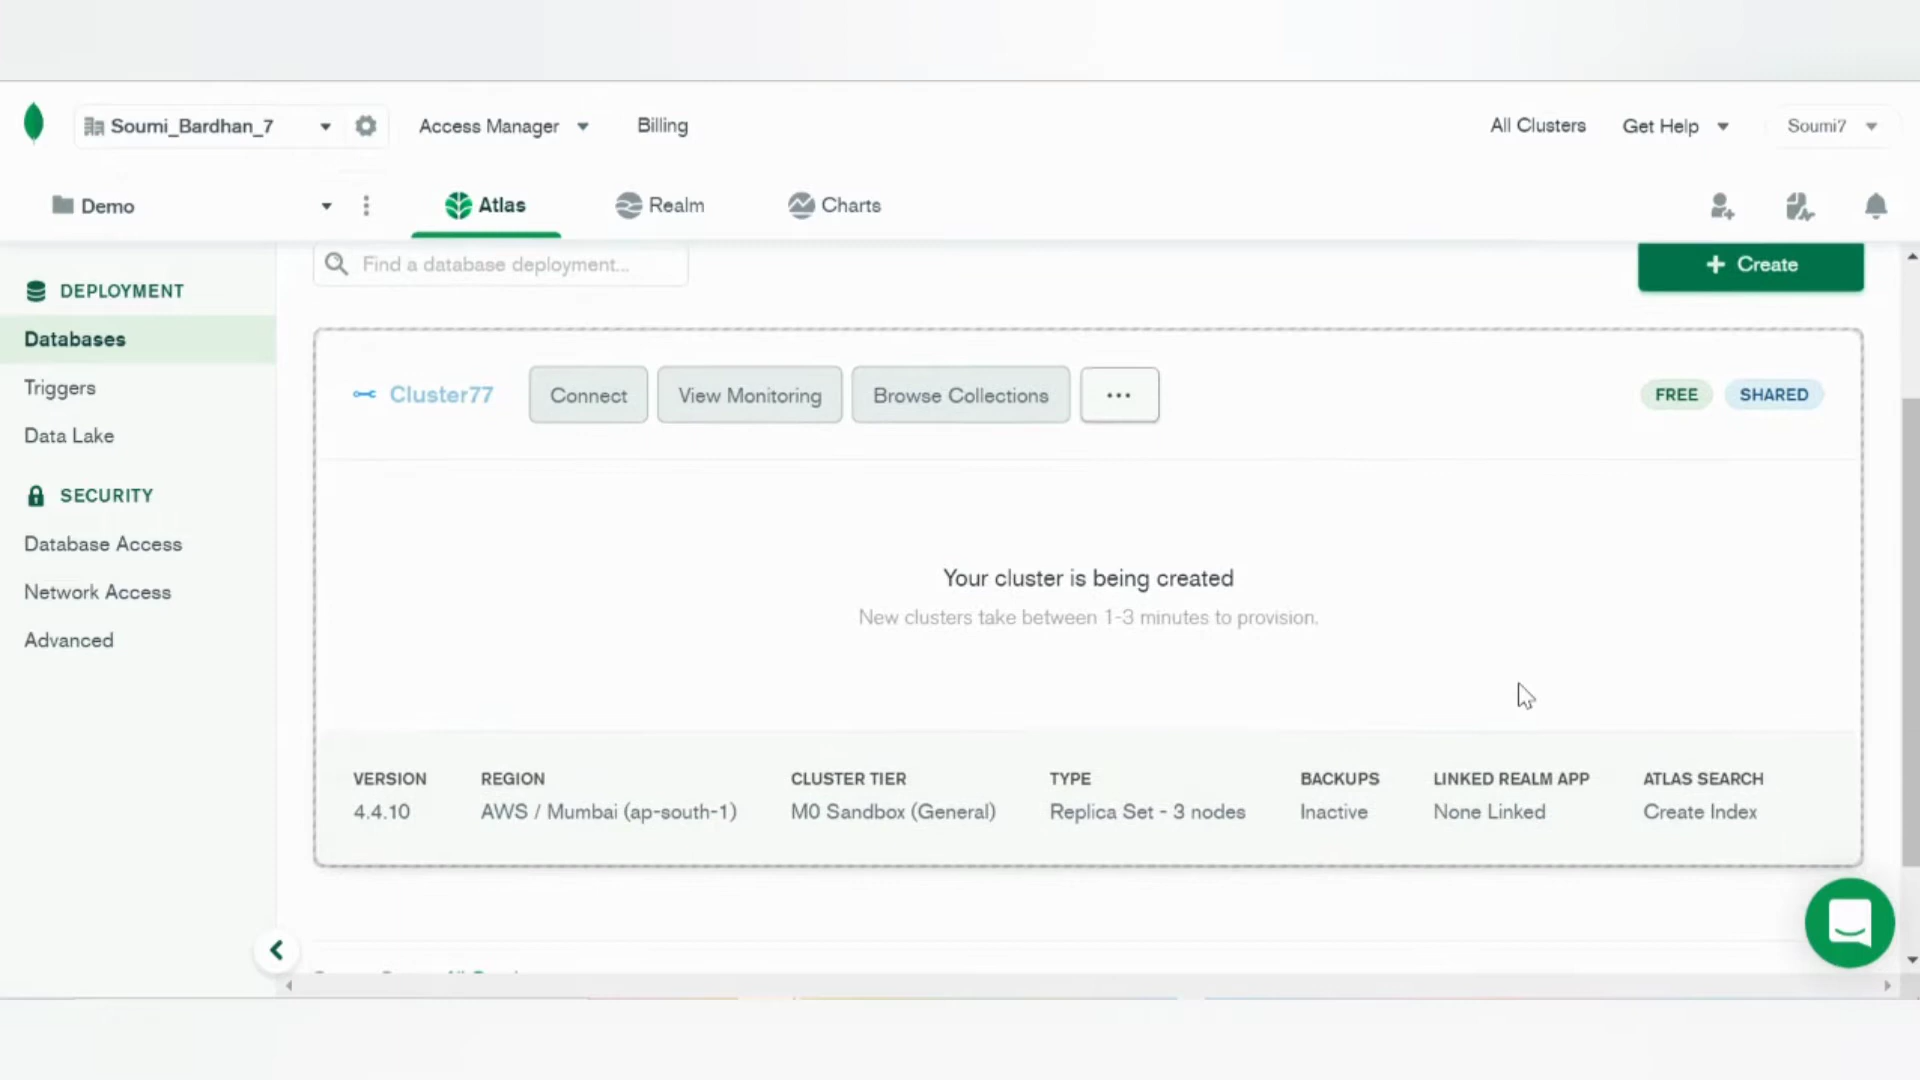 Soumi_Bardhan_7
Access Manager
Billing
All Clusters
Get Help
Soumi7
Demo
Atlas
Realm
Charts
DEPLOYMENT
Databases
Triggers
Data Lake
SECURITY
Database Access
Network Access
Advanced
Find a database deployment...
+ Create
Cluster77
Connect
View Monitoring
Browse Collections
...
FREE
SHARED
Your cluster is being created
New clusters take between 1-3 minutes to provision.
VERSION
4.4.10
REGION
AWS / Mumbai (ap-south-1)
CLUSTER TIER
M0 Sandbox (General)
TYPE
Replica Set - 3 nodes
BACKUPS
Inactive
LINKED REALM APP
None Linked
ATLAS SEARCH
Create Index